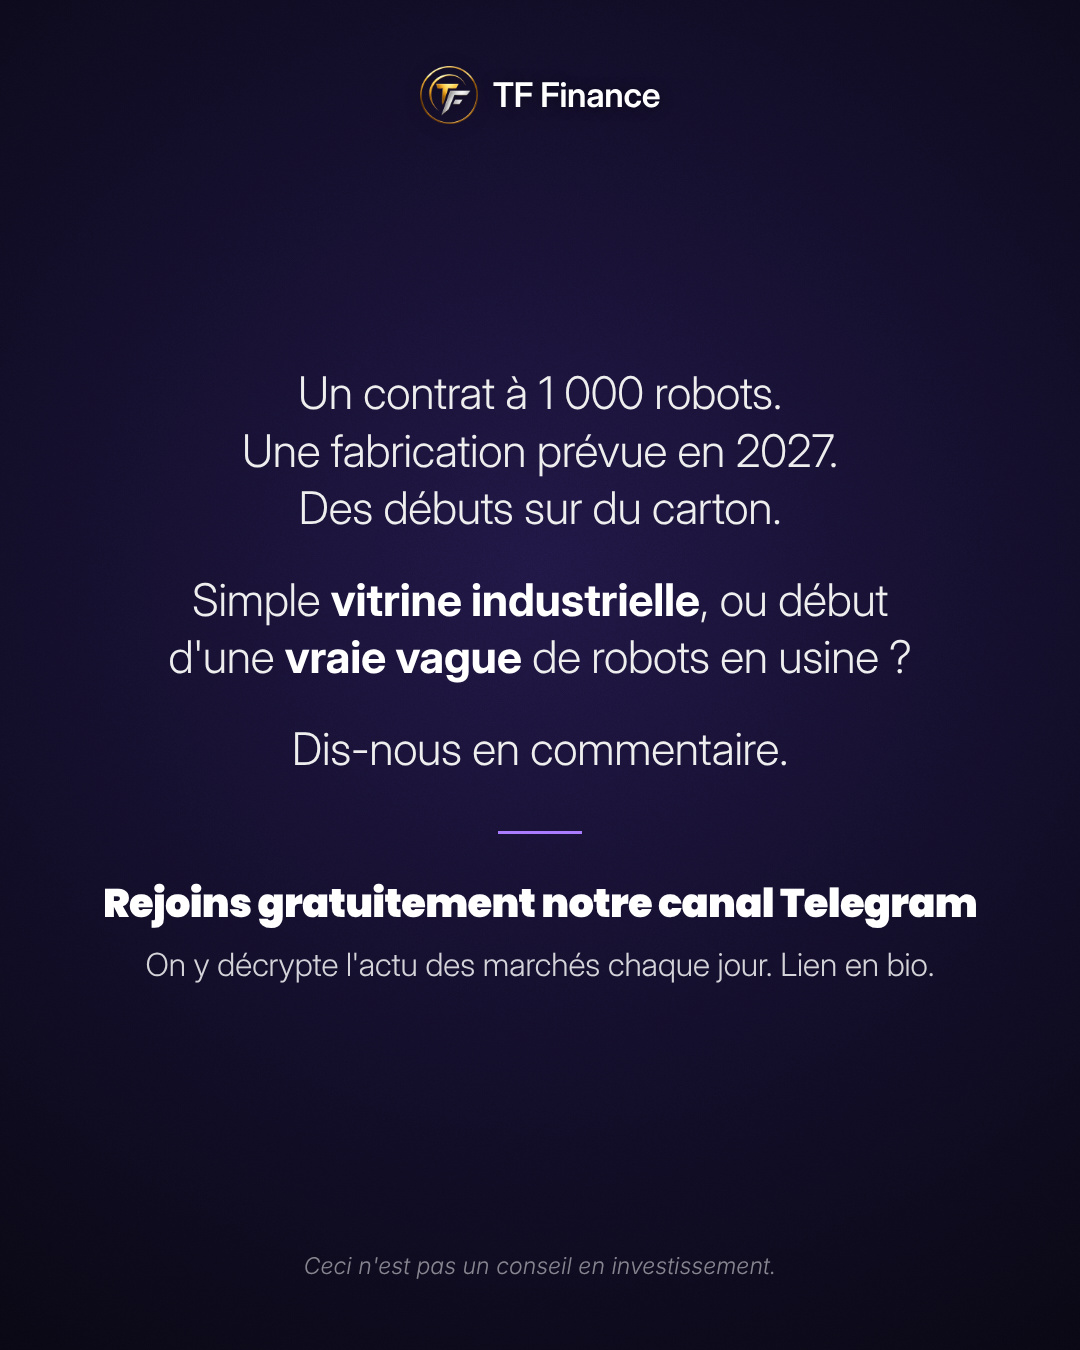 TF TF Finance
Un contrat à 1 000 robots.
Une fabrication prévue en 2027.
Des débuts sur du carton.
Simple vitrine industrielle, ou début
d'une vraie vague de robots en usine ?
Dis-nous en commentaire.
Rejoins gratuitement notre canal Telegram
On y décrypte l'actu des marchés chaque jour. Lien en bio.
Ceci n'est pas un conseil en investissement.